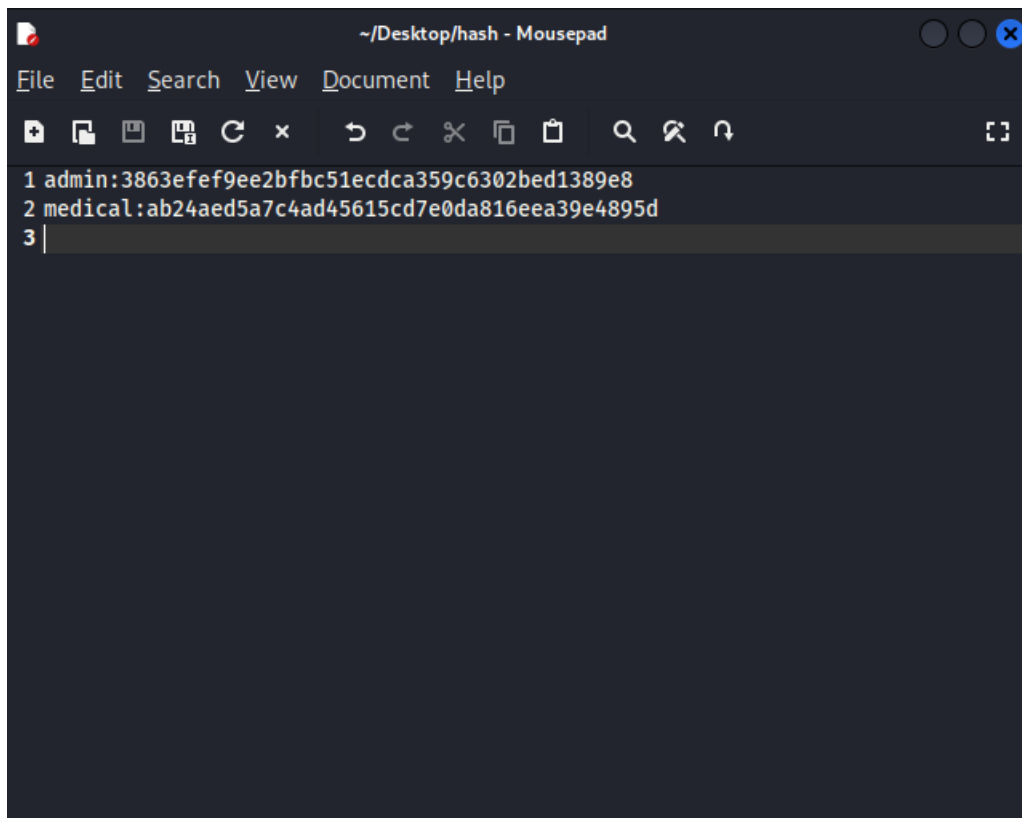 ~/Desktop/hash - Mousepad
File Edit Search View Document Help
1 admin:3863efef9ee2bfbc51ecdca359c6302bed1389e8
2 medical:ab24aed5a7c4ad45615cd7e0da816eea39e4895d
3